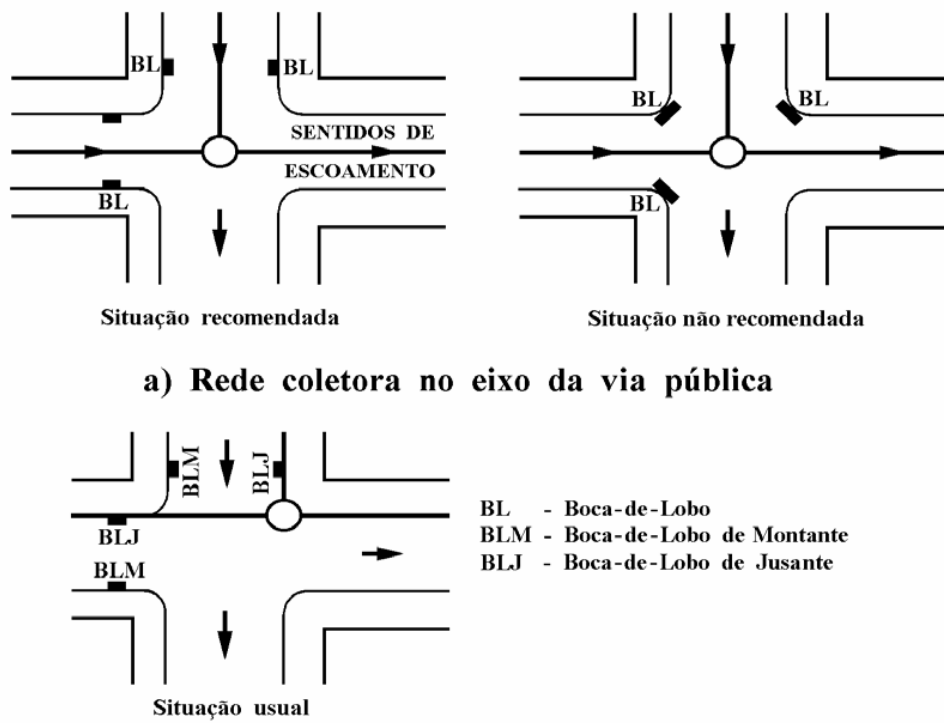 BL
BL
SENTIDOS DE
ESCOAMENTO
BL
Situação recomendada
BL
BL
BL
Situação não recomendada
a) Rede coletora no eixo da via pública
BLM
BLJ
BLJ
BLM
Situação usual
BL - Boca-de-Lobo
BLM - Boca-de-Lobo de Montante
BLJ - Boca-de-Lobo de Jusante